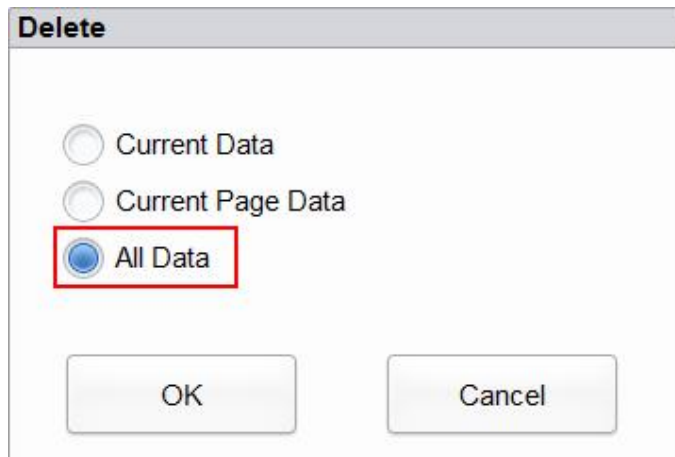 Delete
Current Data
Current Page Data
All Data
OK
Cancel